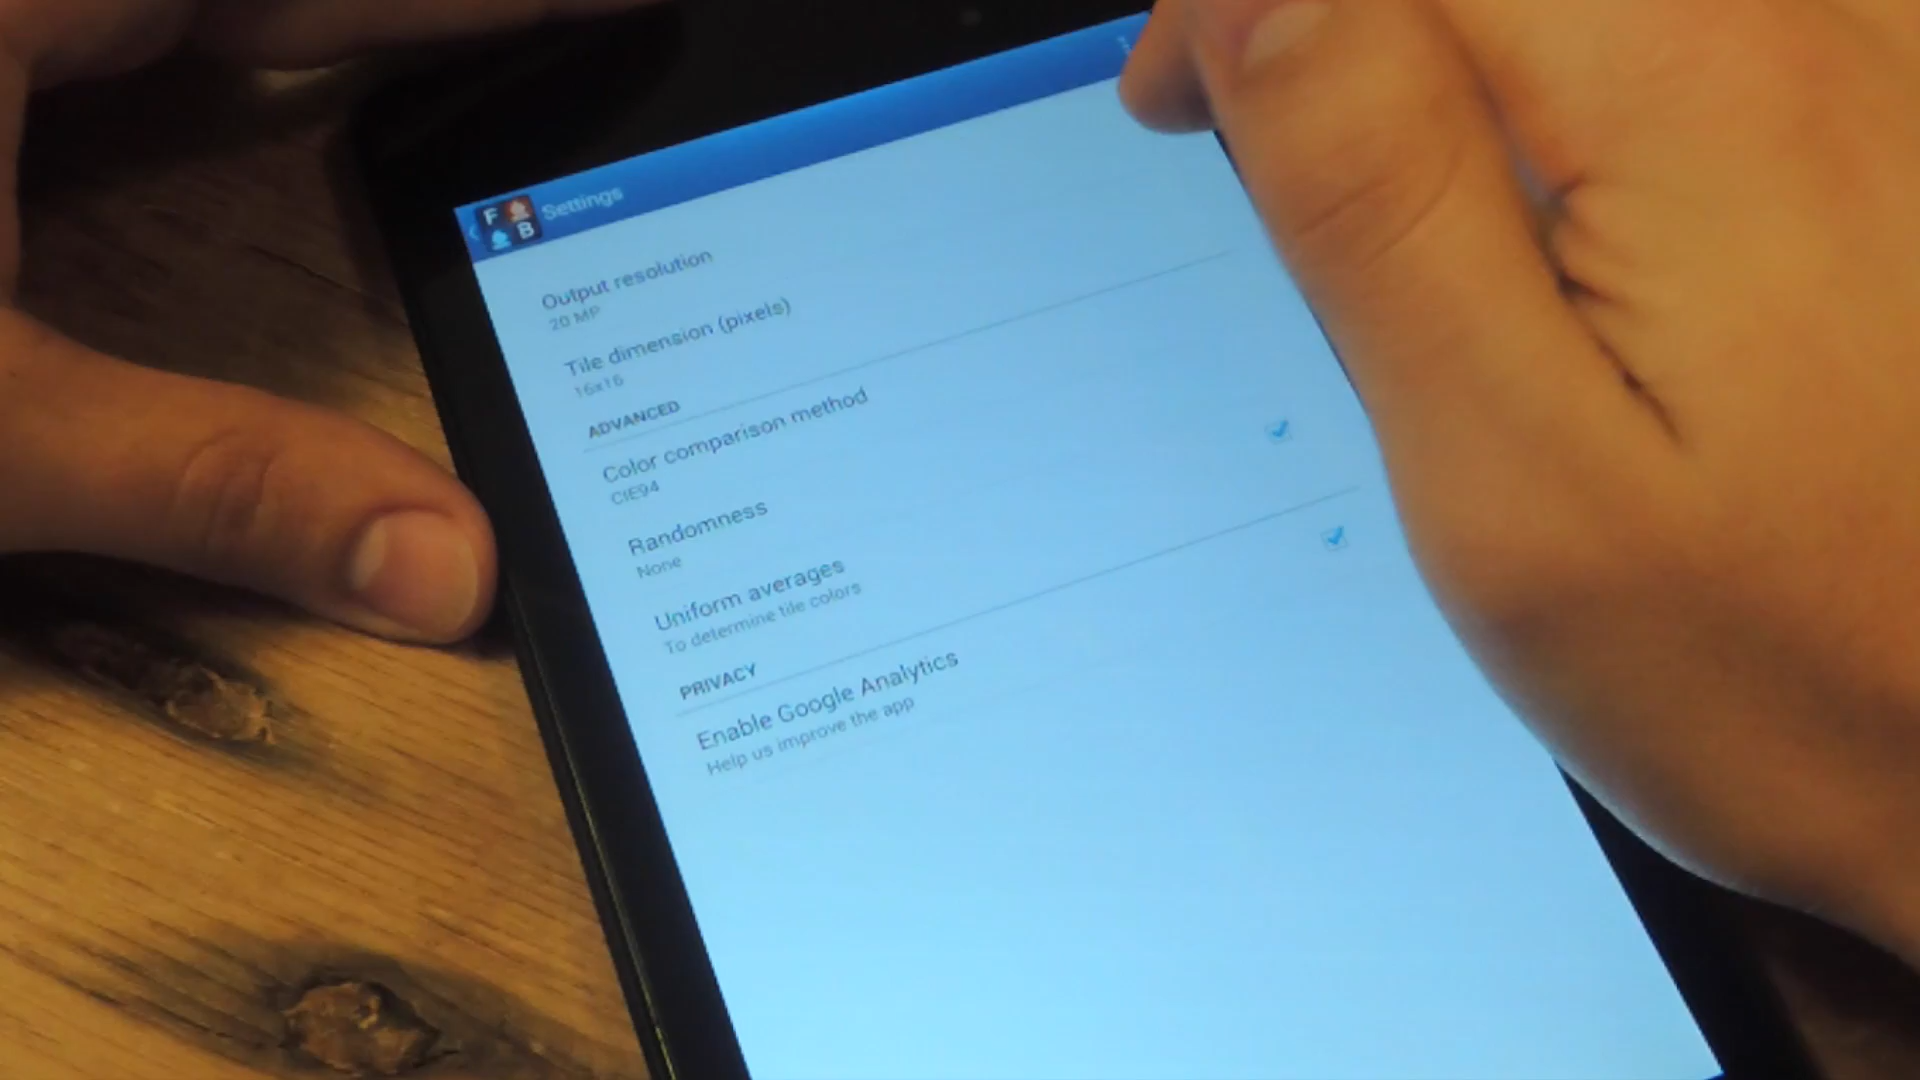 F
B
Settings
Output resolution
20 MP
Tile dimension (pixels)
16x16
ADVANCED
Color comparison method
CIE94
Randomness
None
Uniform averages
To determine tile colors
PRIVACY
Enable Google Analytics
Help us improve the app